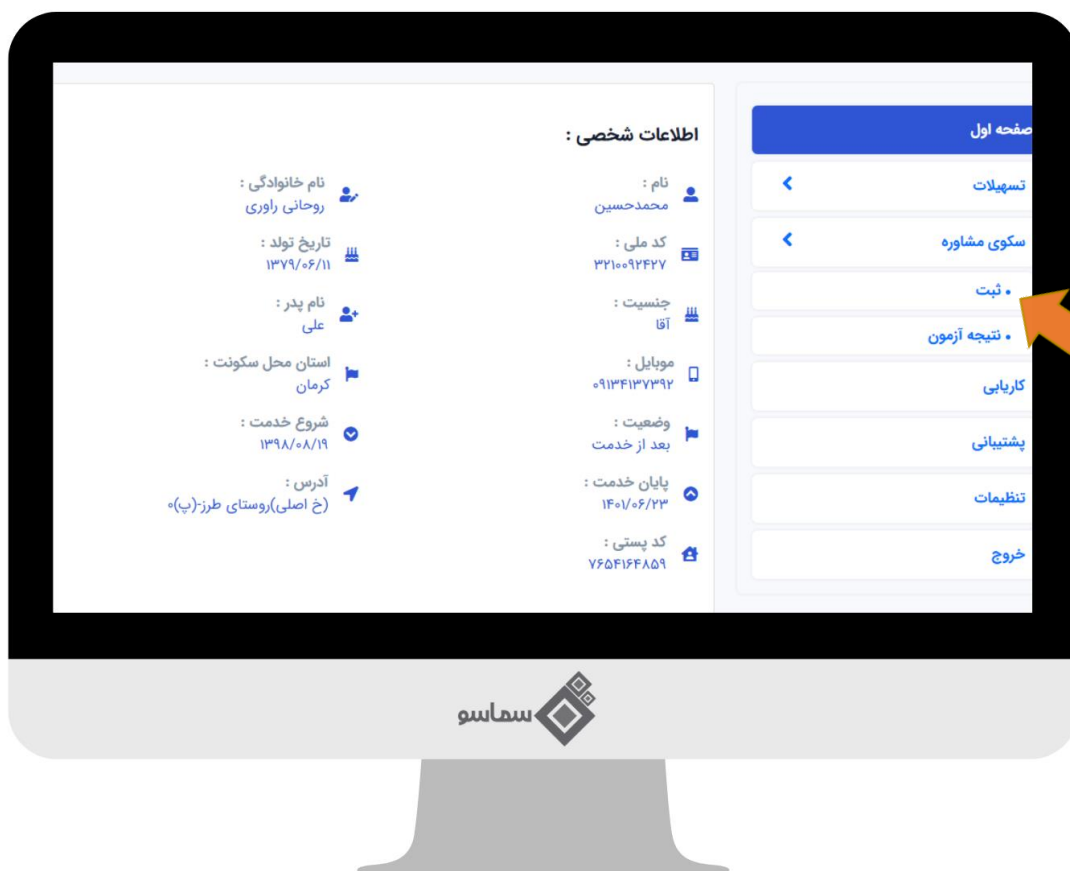 صفحه اول
تسهیلات
سکوی مشاوره
• ثبت
• نتیجه آزمون
کاریابی
پشتیبانی
تنظیمات
خروج
اطلاعات شخصی :
نام :
محمدحسین
نام خانوادگی :
روحانی راوری
کد ملی :
۳۲۱۰۰۹۲۴۲۷
تاریخ تولد :
۱۳۷۹/۰۶/۱۱
جنسیت :
آقا
نام پدر :
علی
موبایل :
۰۹۱۳۴۱۳۷۳۹۲
استان محل سکونت :
کرمان
وضعیت :
بعد از خدمت
شروع خدمت :
۱۳۹۸/۰۸/۱۹
پایان خدمت :
۱۴۰۱/۰۶/۲۳
آدرس :
(خ اصلی)روستای طرز-(پ)۰
کد پستی :
۷۶۵۴۱۶۴۸۵۹
سماسو